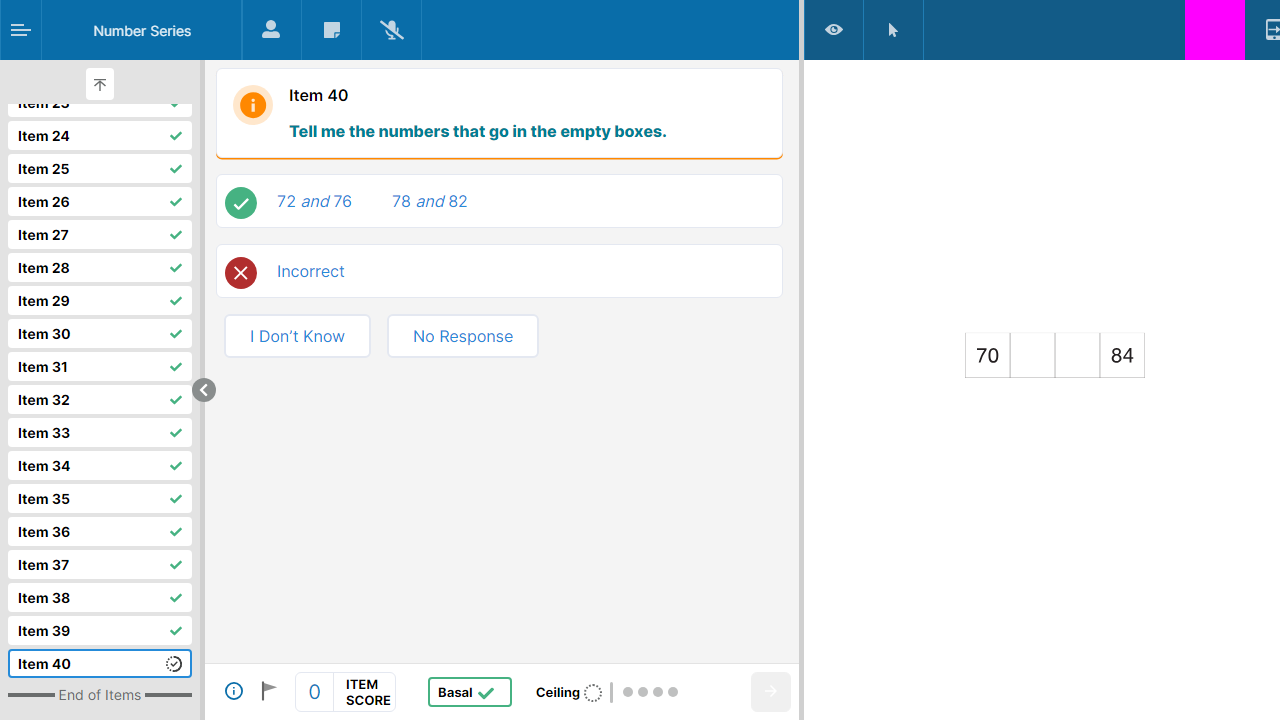 Number Series
Item 23
Item 24
Item 25
Item 26
Item 27
Item 28
Item 29
Item 30
Item 31
Item 32
Item 33
Item 34
Item 35
Item 36
Item 37
Item 38
Item 39
Item 40
End of Items
Item 40
Tell me the numbers that go in the empty boxes.
72 and 76 78 and 82
Incorrect
I Don’t Know No Response
0 ITEM SCORE
Basal
Ceiling
70 84